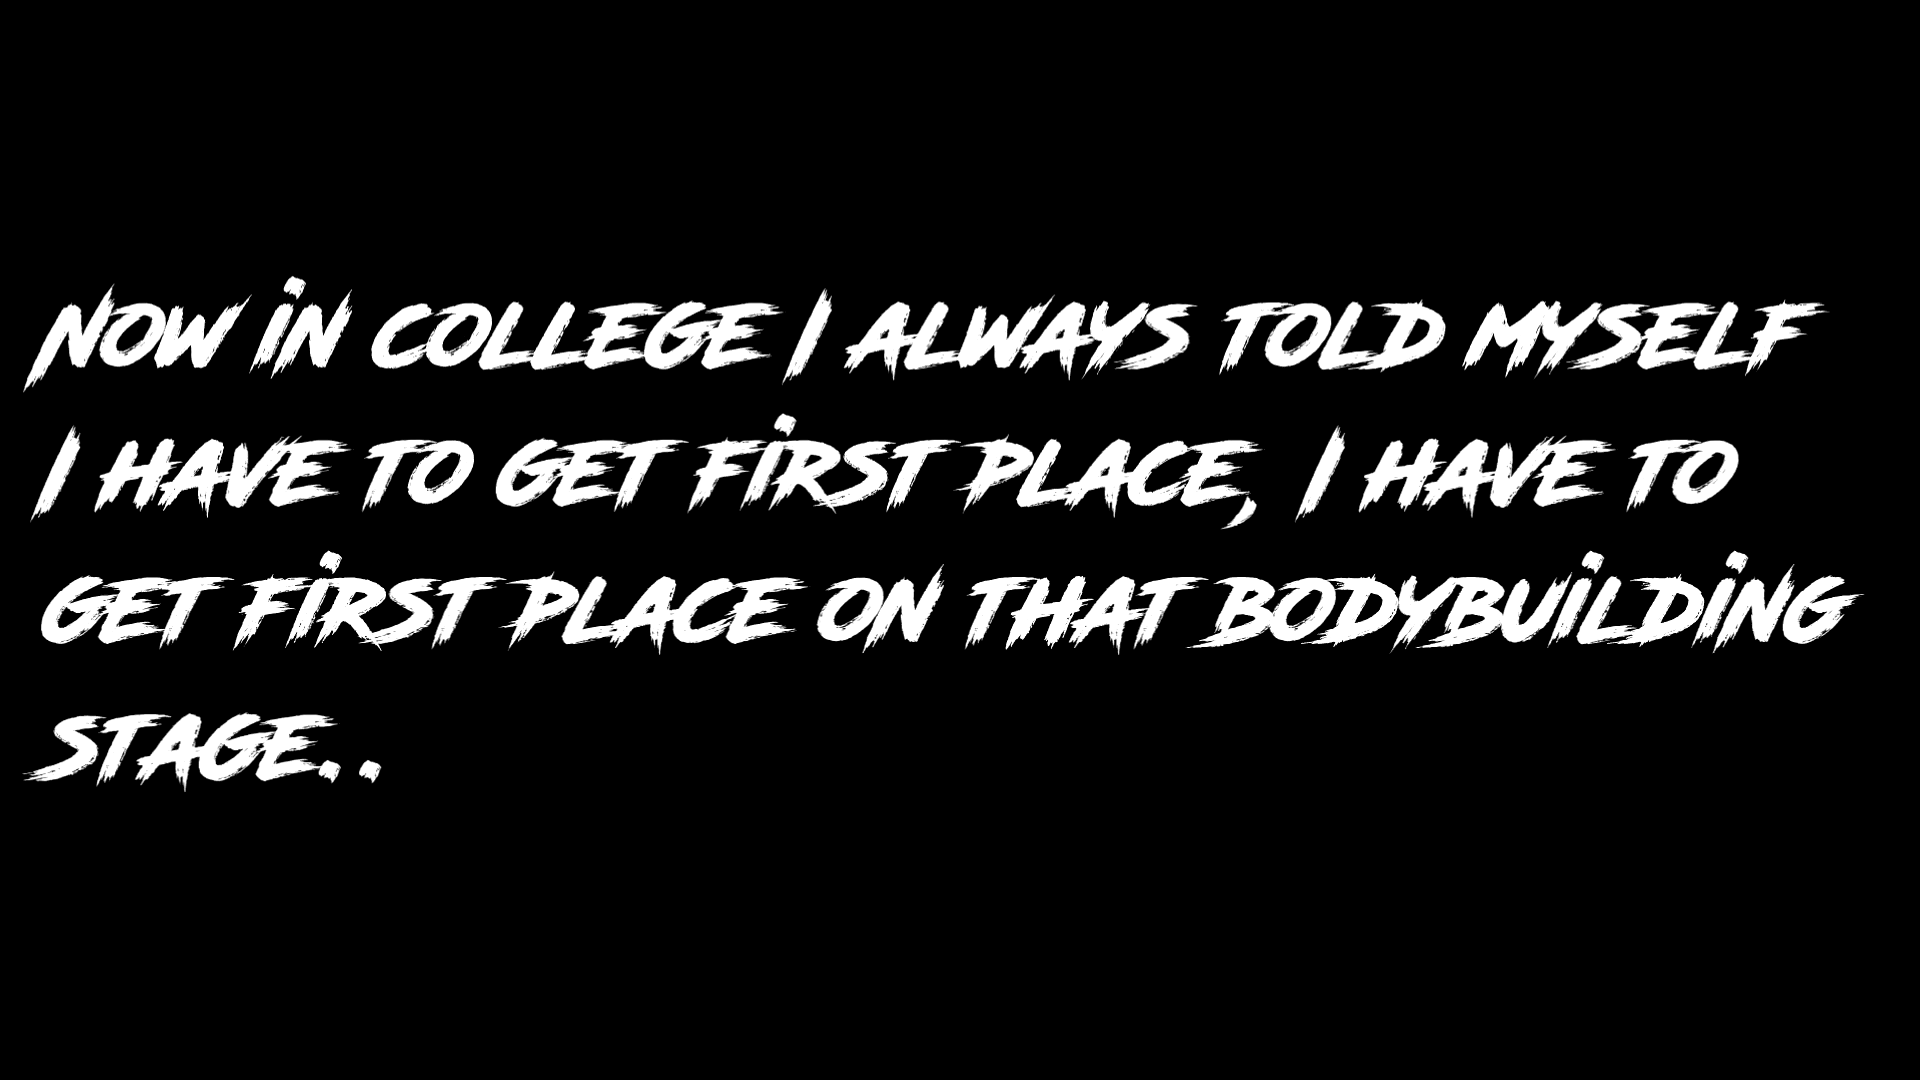 NOW iN COLLEGE I ALWAYS TOLD MYSELF
I HAVE TO GET FiRST PLACE, I HAVE TO
GET FiRST PLACE ON THAT BODYBUiLDiNG
STAGE..